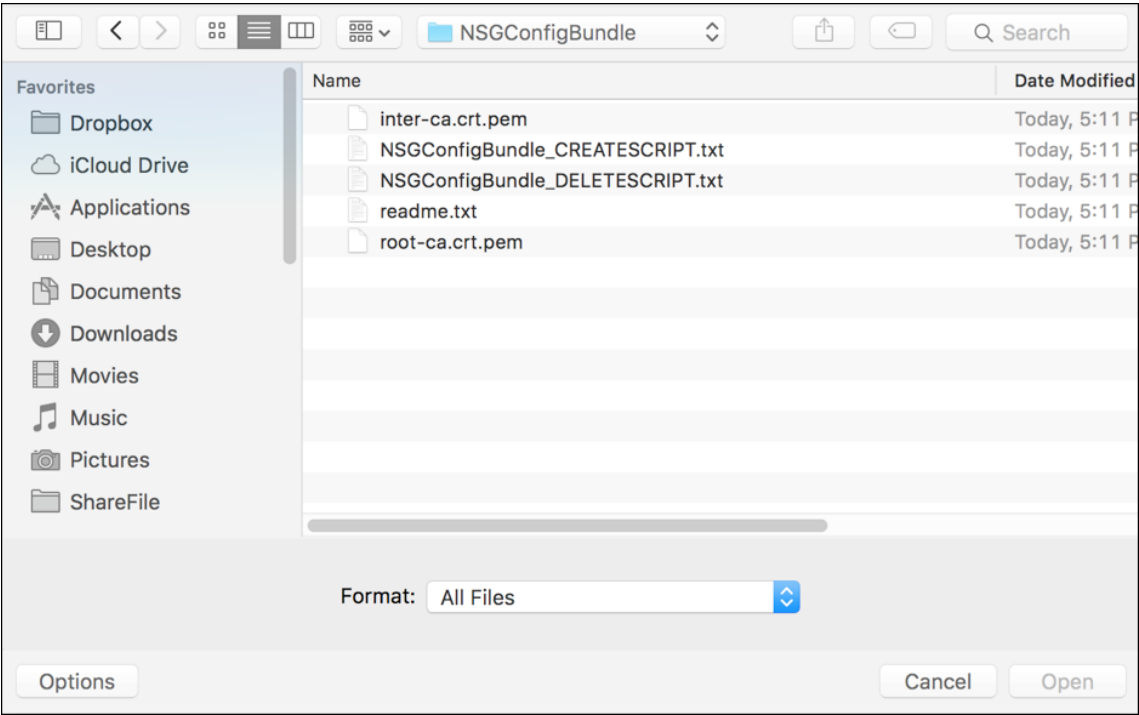 NSGConfigBundle
Search
Favorites
Dropbox
iCloud Drive
Applications
Desktop
Documents
Downloads
Movies
Music
Pictures
ShareFile
Name Date Modified
inter-ca.crt.pem Today, 5:11 P
NSGConfigBundle_CREATESCRIPT.txt Today, 5:11 P
NSGConfigBundle_DELETESCRIPT.txt Today, 5:11 P
readme.txt Today, 5:11 P
root-ca.crt.pem Today, 5:11 P
Format: All Files
Options Cancel Open